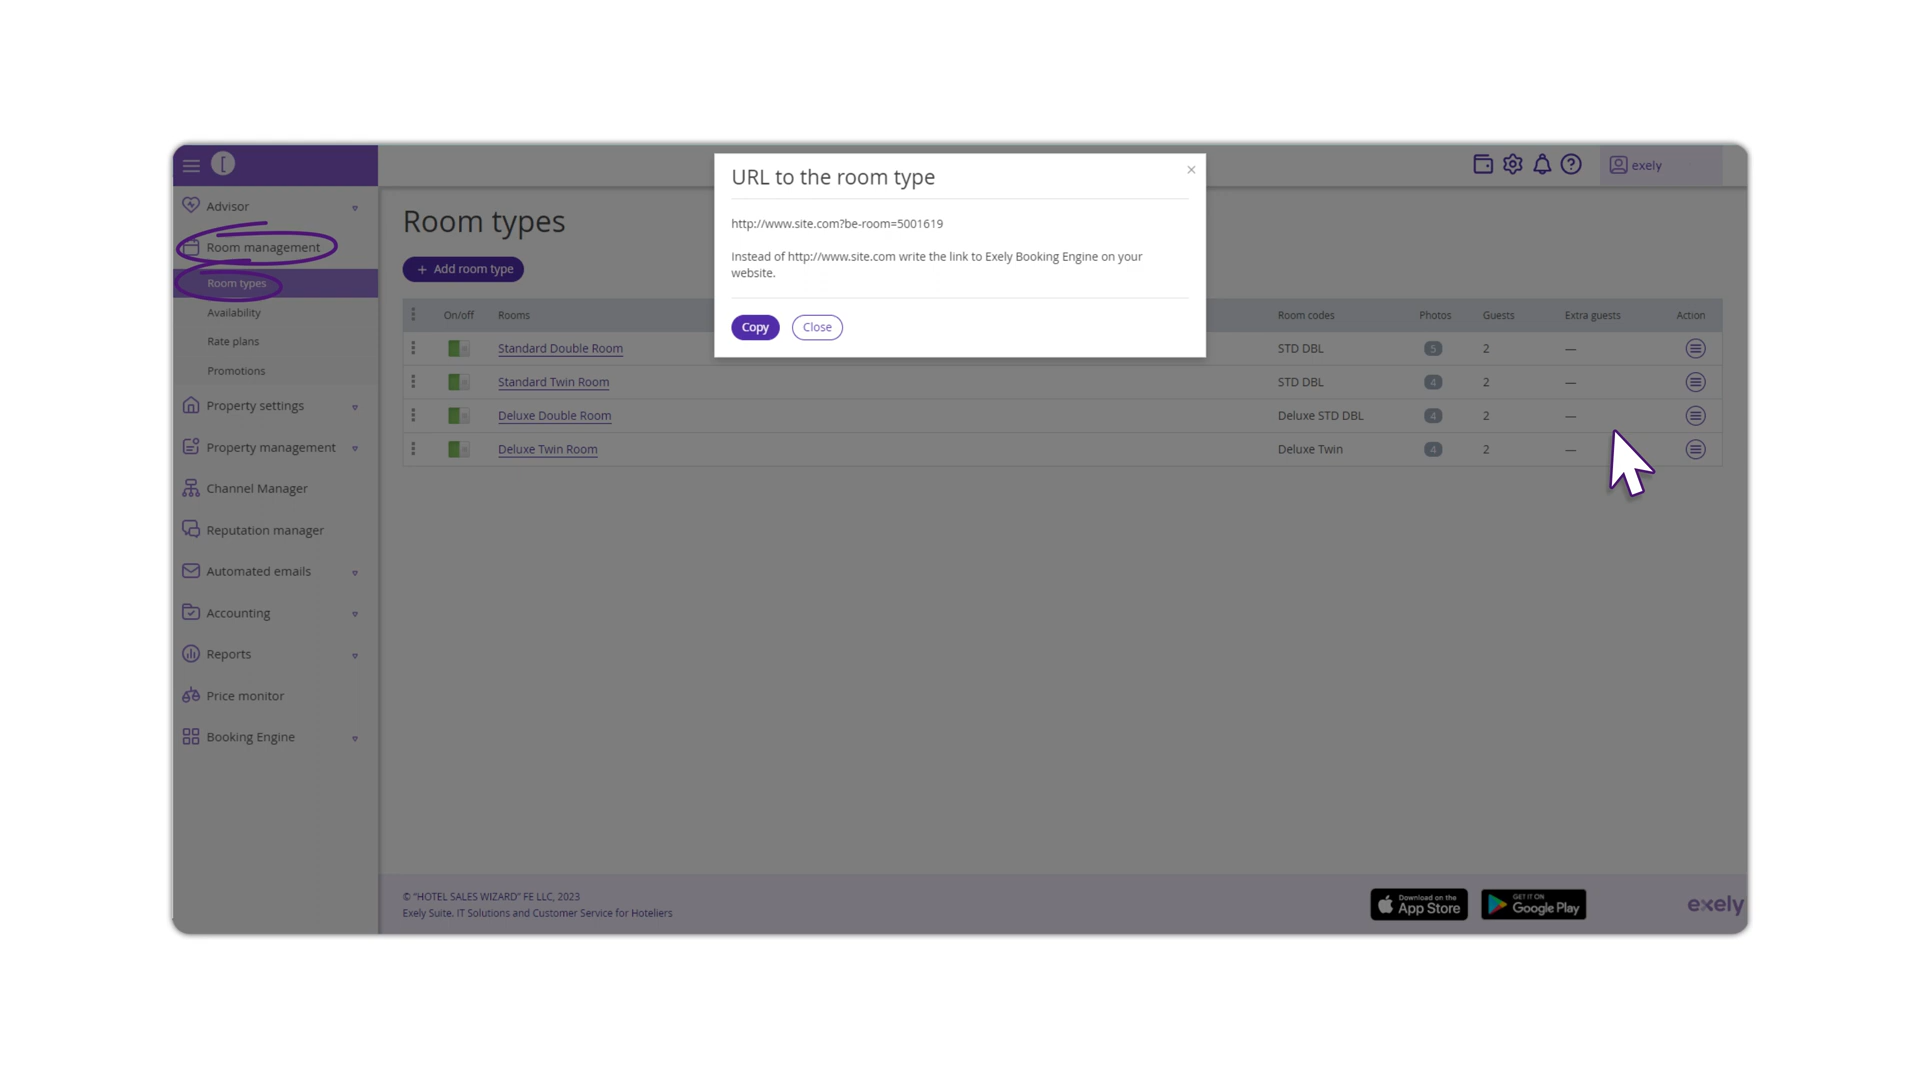 exely
Advisor
Room management
Room types
Availability
Rate plans
Promotions
Property settings
Property management
Channel Manager
Reputation manager
Automated emails
Accounting
Reports
Price monitor
Booking Engine
Room types
+ Add room type
URL to the room type
×
http://www.site.com?be-room=5001619
Instead of http://www.site.com write the link to Exely Booking Engine on your
website.
Copy Close
On/off Rooms Room codes Photos Guests Extra guests Action
Standard Double Room STD DBL 5 2 —
Standard Twin Room STD DBL 4 2 —
Deluxe Double Room Deluxe STD DBL 4 2 —
Deluxe Twin Room Deluxe Twin 4 2 —
© "HOTEL SALES WIZARD" FE LLC, 2023
Exely Suite. IT Solutions and Customer Service for Hoteliers
Download on the
App Store
GET IT ON
Google Play
exely